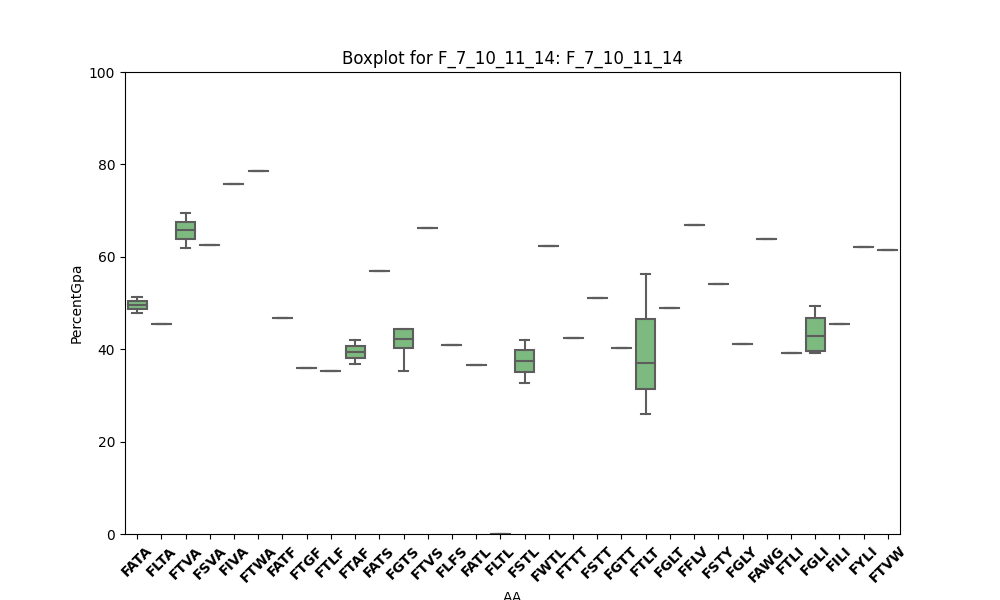 Boxplot for F_7_10_11_14: F_7_10_11_14
PercentGpa
100
80
60
40
20
0
FATA
FLTA
FTVA
FSVA
FIVA
FTWA
FATF
FTGF
FTLF
FTAF
FATS
FGTS
FTVS
FLFS
FATL
FLTL
FSTL
FWTL
FTTT
FSTT
FGTT
FTLT
FGLT
FFLV
FSTY
FGLY
FAWG
FTLI
FGLI
FILI
FYLI
FTVW
AA